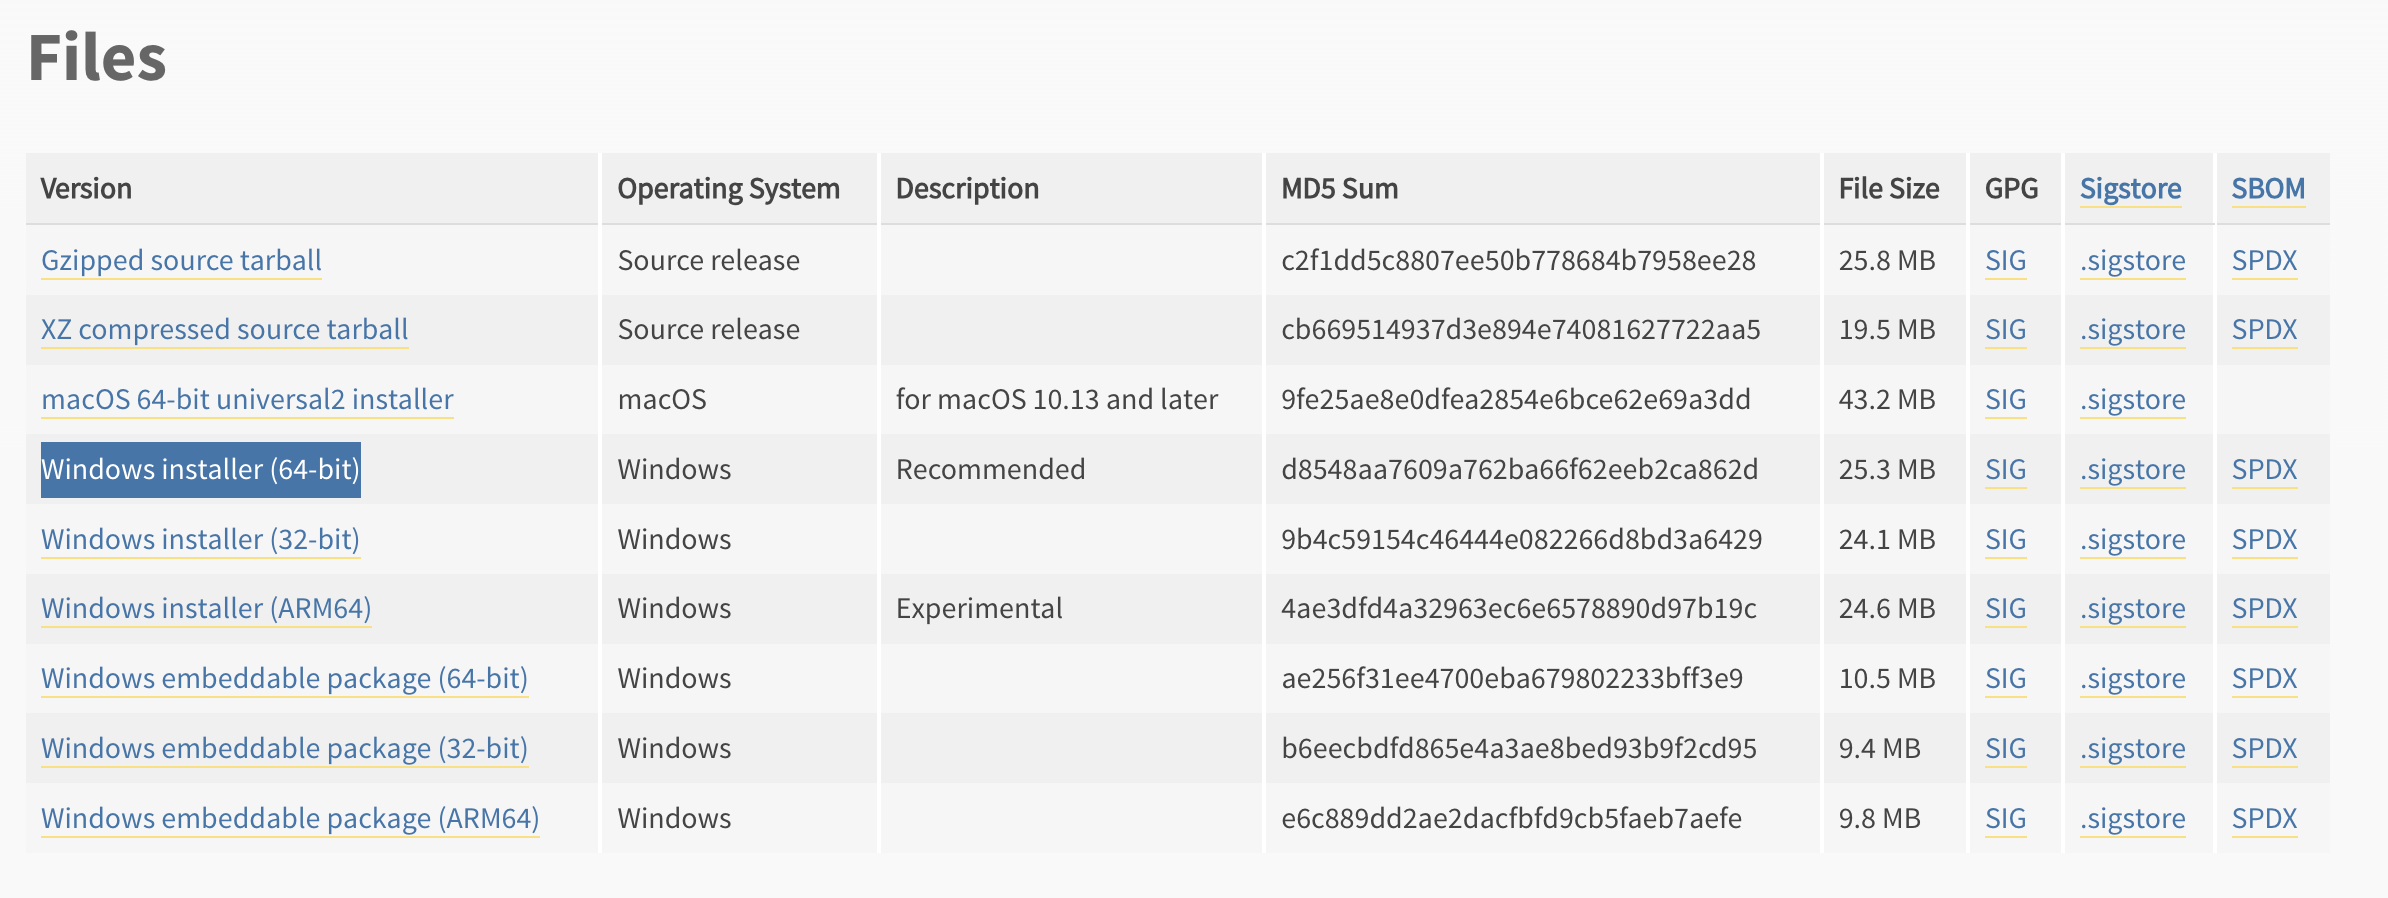 Files
Version Operating System Description MD5 Sum File Size GPG Sigstore SBOM
Gzipped source tarball Source release c2f1dd5c8807ee50b778684b7958ee28 25.8 MB SIG .sigstore SPDX
XZ compressed source tarball Source release cb669514937d3e894e74081627722aa5 19.5 MB SIG .sigstore SPDX
macOS 64-bit universal2 installer macOS for macOS 10.13 and later 9fe25ae8e0dfea2854e6bce62e69a3dd 43.2 MB SIG .sigstore
Windows installer (64-bit) Windows Recommended d8548aa7609a762ba66f62eeb2ca862d 25.3 MB SIG .sigstore SPDX
Windows installer (32-bit) Windows 9b4c59154c46444e082266d8bd3a6429 24.1 MB SIG .sigstore SPDX
Windows installer (ARM64) Windows Experimental 4ae3dfd4a32963ec6e6578890d97b19c 24.6 MB SIG .sigstore SPDX
Windows embeddable package (64-bit) Windows ae256f31ee4700eba679802233bff3e9 10.5 MB SIG .sigstore SPDX
Windows embeddable package (32-bit) Windows b6eecbdfd865e4a3ae8bed93b9f2cd95 9.4 MB SIG .sigstore SPDX
Windows embeddable package (ARM64) Windows e6c889dd2ae2dacfbfd9cb5faeb7aefe 9.8 MB SIG .sigstore SPDX